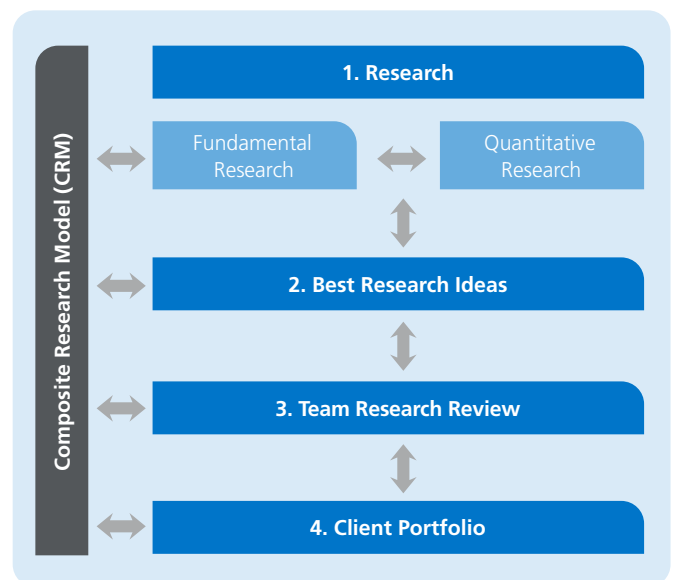 Composite Research Model (CRM)
1. Research
Fundamental
Research
Quantitative
Research
2. Best Research Ideas
3. Team Research Review
4. Client Portfolio